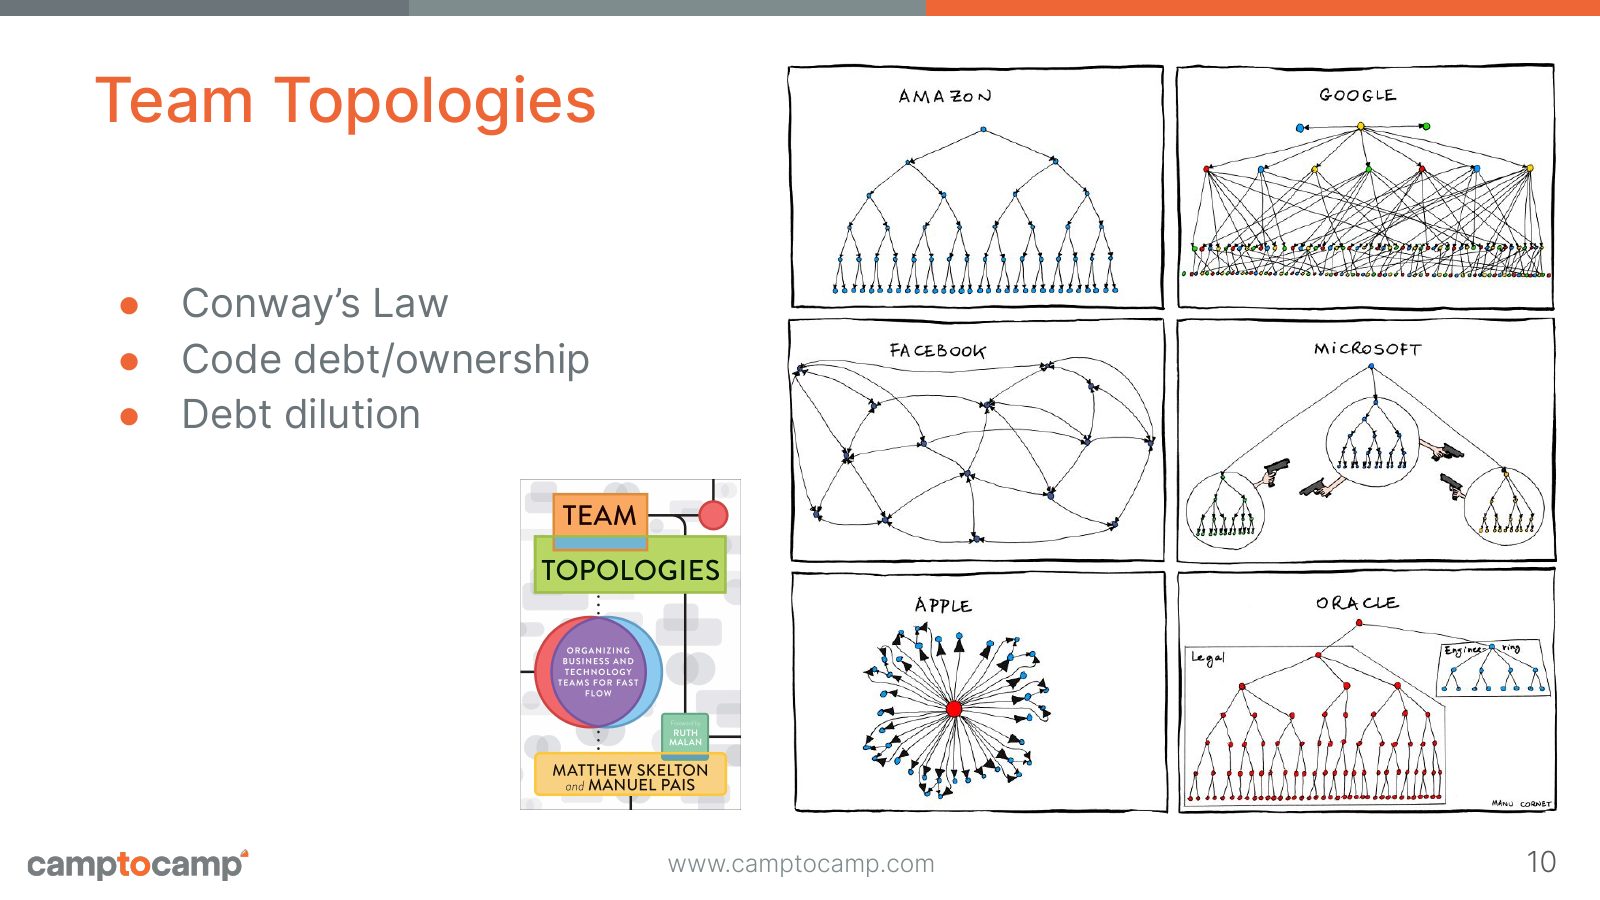 Team Topologies
Conway’s Law
Code debt/ownership
Debt dilution
TEAM
TOPOLOGIES
ORGANIZING
BUSINESS AND
TECHNOLOGY
TEAMS FOR FAST
FLOW
Foreword by
RUTH
MALAN
MATTHEW SKELTON
and MANUEL PAIS
AMAZON
GOOGLE
FACEBOOK
MICROSOFT
APPLE
ORACLE
Legal
Engineering
MANU CORNET
camptocamp
www.camptocamp.com
10